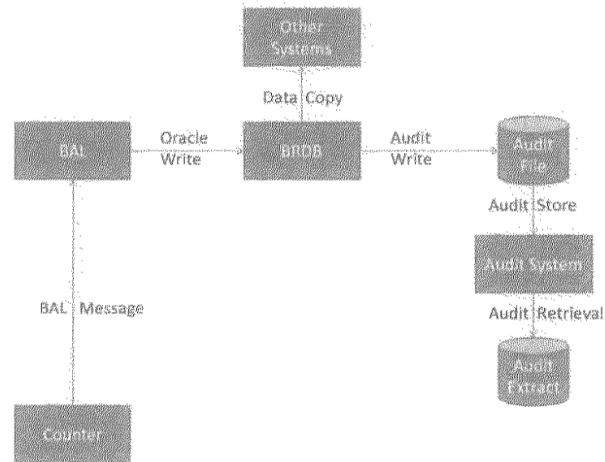 Other
Systems
Data Copy
BAL
Oracle
Write
BRDB
Audit
Write
Audit
File
Audit Store
Audit System
BAL Message
Audit Retrieval
Audit
Extract
Counter